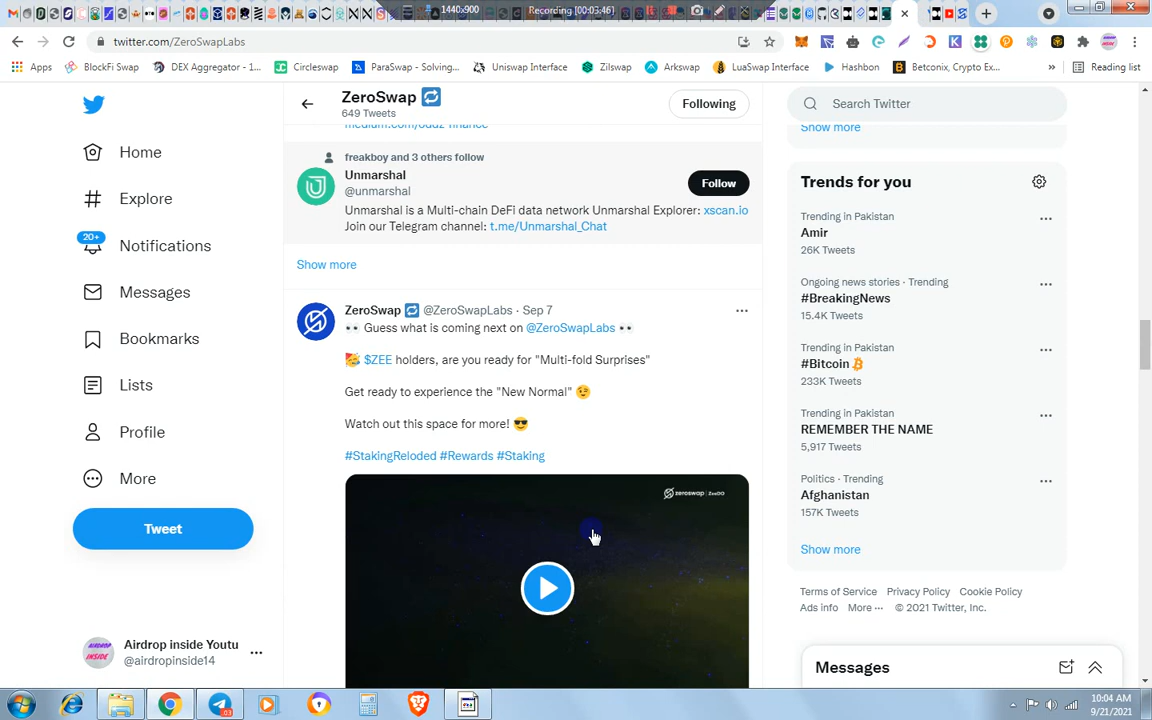 1440x900
Recording [00:03:46]
twitter.com/ZeroSwapLabs
Apps
BlockFi Swap
DEX Aggregator - 1...
Circleswap
ParaSwap - Solving...
Uniswap Interface
Zilswap
Arkswap
LuaSwap Interface
Hashbon
Betconix, Crypto Ex...
»
Reading list
ZeroSwap
649 Tweets
Following
Search Twitter
Show more
Home
Explore
20+
Notifications
Messages
Bookmarks
Lists
Profile
More
Tweet
Airdrop inside Youtu
@airdropinside14
freakboy and 3 others follow
Unmarshal
@unmarshal
Follow
Unmarshal is a Multi-chain DeFi data network Unmarshal Explorer: xscan.io
Join our Telegram channel: t.me/Unmarshal_Chat
Show more
ZeroSwap @ZeroSwapLabs · Sep 7
👀 Guess what is coming next on @ZeroSwapLabs 👀
🥳 $ZEE holders, are you ready for "Multi-fold Surprises"
Get ready to experience the "New Normal" 😉
Watch out this space for more! 😎
#StakingReloded #Rewards #Staking
zeroswap | ZeeDO
Trends for you
Trending in Pakistan
Amir
26K Tweets
Ongoing news stories · Trending
#BreakingNews
15.4K Tweets
Trending in Pakistan
#Bitcoin
233K Tweets
Trending in Pakistan
REMEMBER THE NAME
5,917 Tweets
Politics · Trending
Afghanistan
157K Tweets
Show more
Terms of Service Privacy Policy Cookie Policy
Ads info More ··· © 2021 Twitter, Inc.
Messages
10:04 AM
9/21/2021